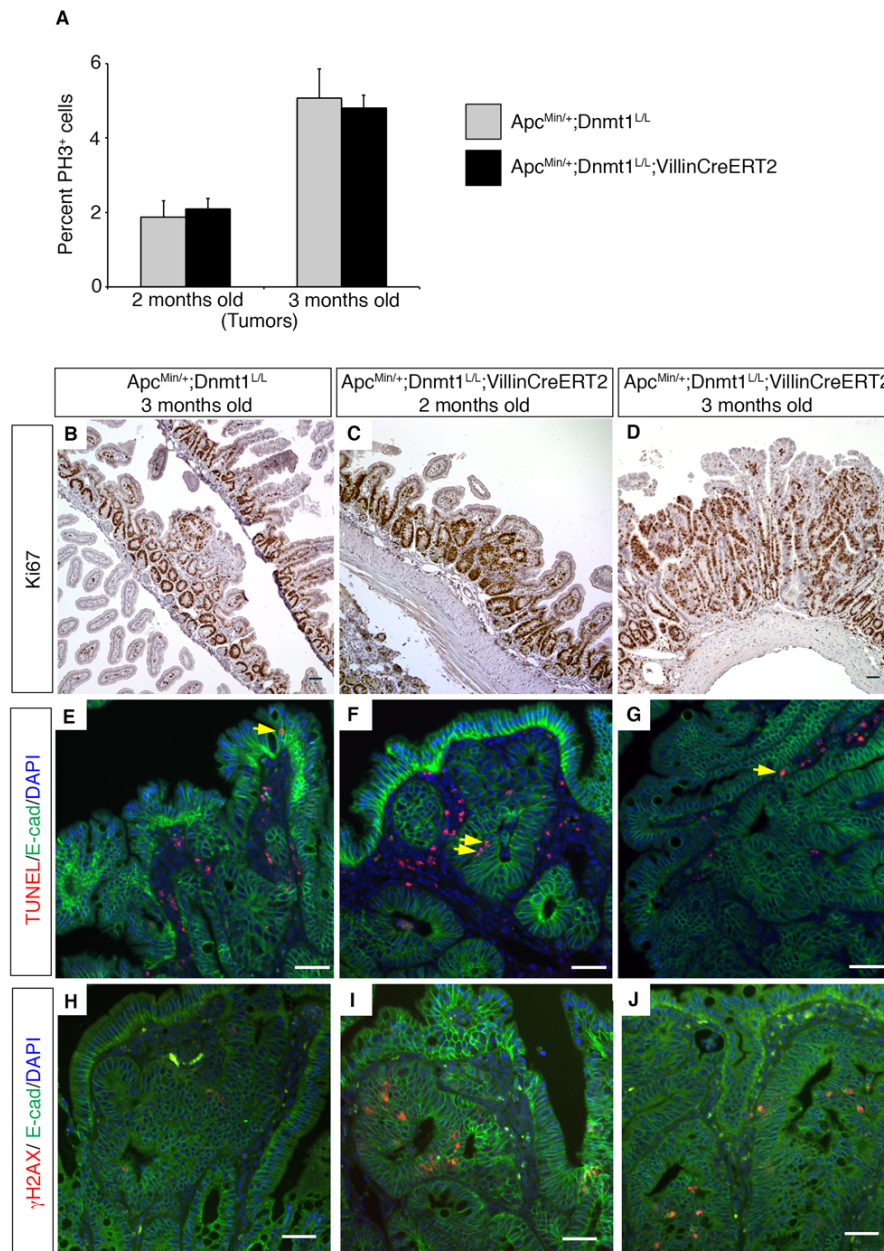 A
6
4
2
0
Percent PH3⁺ cells
2 months old
3 months old
(Tumors)
Apc^Min/+;Dnmt1^L/L
Apc^Min/+;Dnmt1^L/L;VillinCreERT2
Apc^Min/+;Dnmt1^L/L
3 months old
Apc^Min/+;Dnmt1^L/L;VillinCreERT2
2 months old
Apc^Min/+;Dnmt1^L/L;VillinCreERT2
3 months old
Ki67
B
C
D
TUNEL/E-cad/DAPI
E
F
G
γH2AX/ E-cad/DAPI
H
I
J